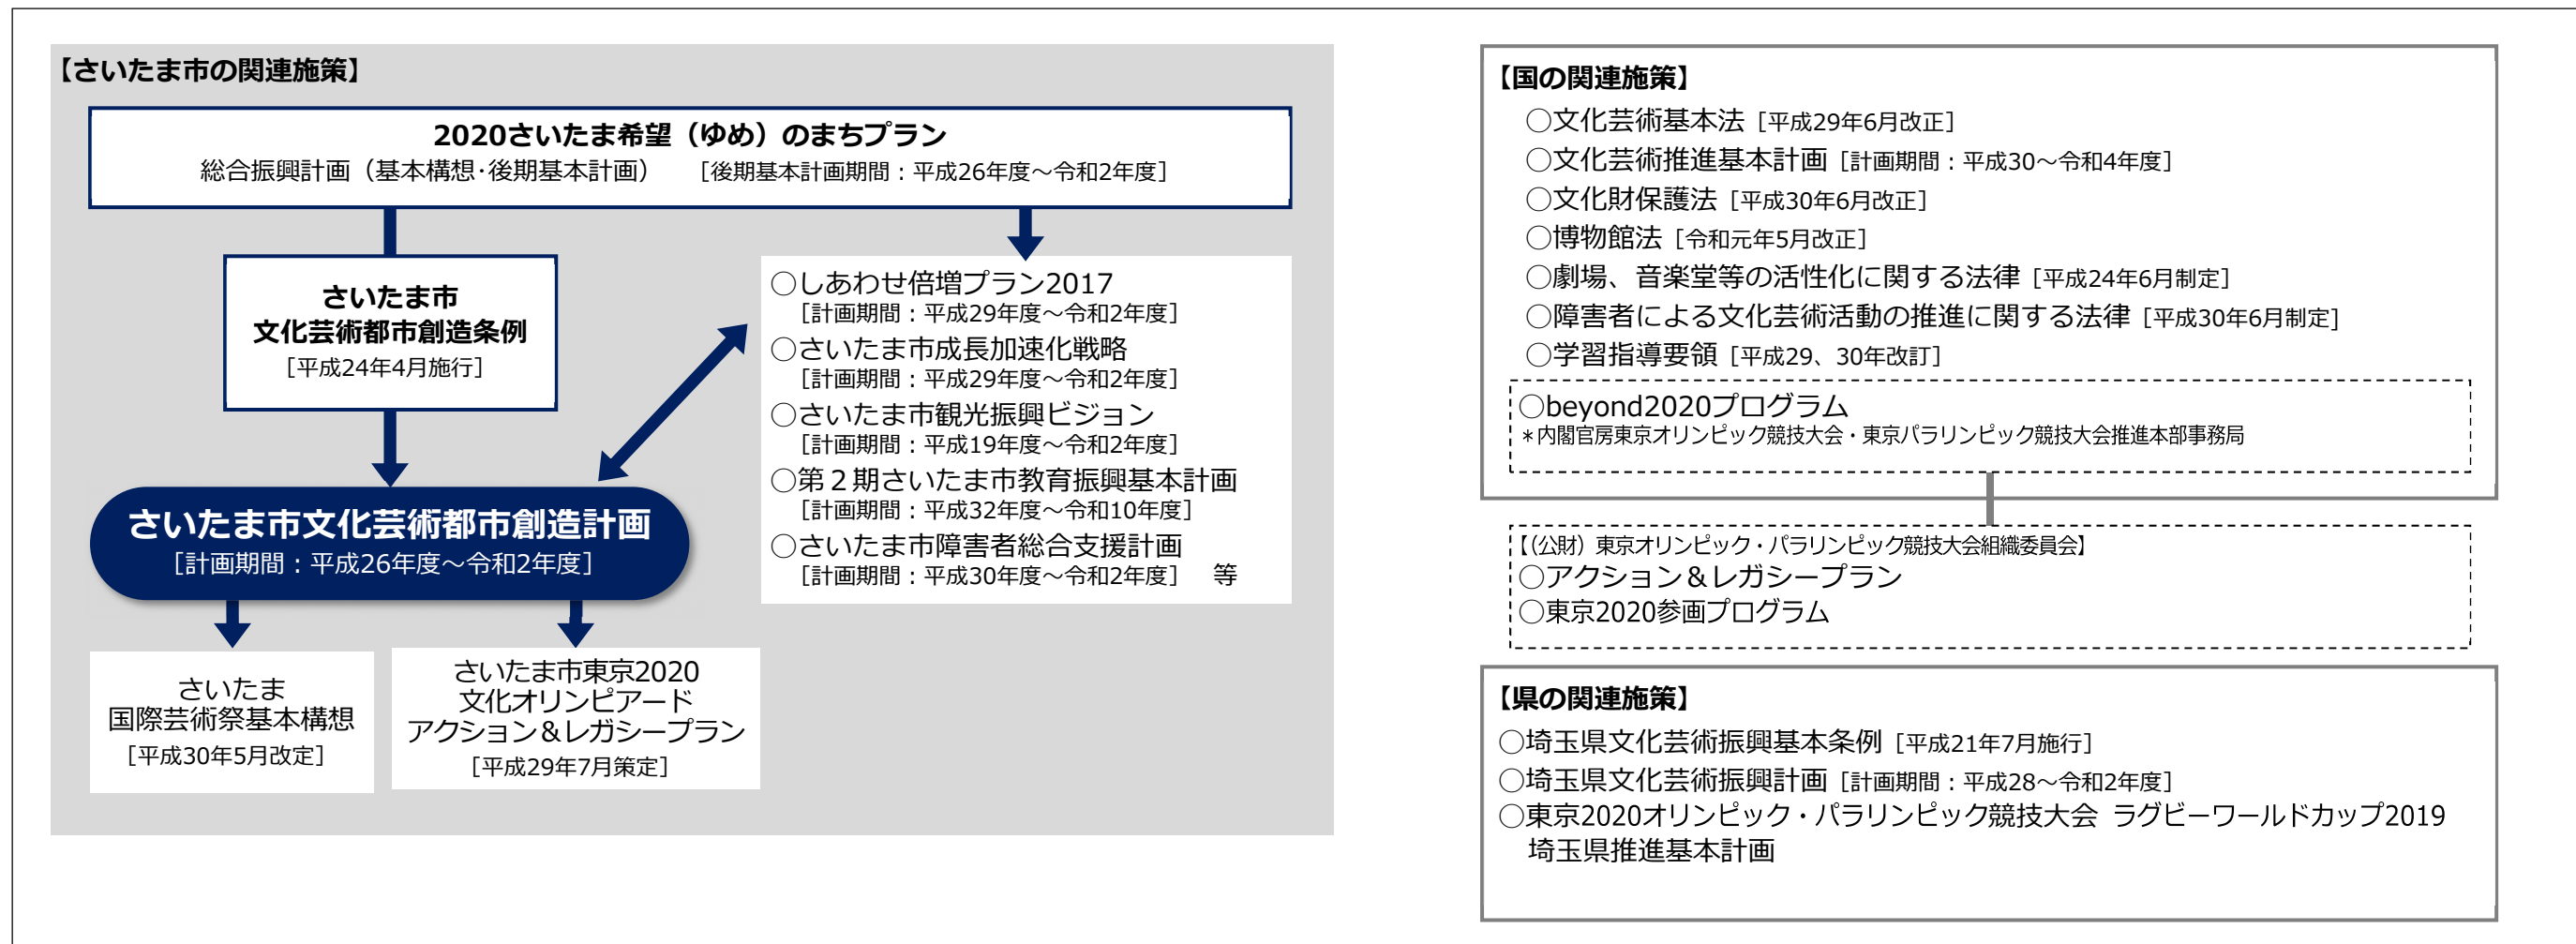 【さいたま市の関連施策】
2020さいたま希望（ゆめ）のまちプラン
総合振興計画（基本構想･後期基本計画）　［後期基本計画期間：平成26年度～令和2年度］
さいたま市
文化芸術都市創造条例
［平成24年4月施行］
○しあわせ倍増プラン2017
［計画期間：平成29年度～令和2年度］
○さいたま市成長加速化戦略
［計画期間：平成29年度～令和2年度］
○さいたま市観光振興ビジョン
［計画期間：平成19年度～令和2年度］
○第２期さいたま市教育振興基本計画
［計画期間：平成32年度～令和10年度］
○さいたま市障害者総合支援計画
［計画期間：平成30年度～令和2年度］　等
さいたま市文化芸術都市創造計画
［計画期間：平成26年度～令和2年度］
さいたま
国際芸術祭基本構想
［平成30年5月改定］
さいたま市東京2020
文化オリンピアード
アクション＆レガシープラン
［平成29年7月策定］
【国の関連施策】
○文化芸術基本法［平成29年6月改正］
○文化芸術推進基本計画［計画期間：平成30～令和4年度］
○文化財保護法［平成30年6月改正］
○博物館法［令和元年5月改正］
○劇場、音楽堂等の活性化に関する法律［平成24年6月制定］
○障害者による文化芸術活動の推進に関する法律［平成30年6月制定］
○学習指導要領［平成29、30年改訂］
○beyond2020プログラム
＊内閣官房東京オリンピック競技大会・東京パラリンピック競技大会推進本部事務局
【（公財）東京オリンピック・パラリンピック競技大会組織委員会】
○アクション＆レガシープラン
○東京2020参画プログラム
【県の関連施策】
○埼玉県文化芸術振興基本条例［平成21年7月施行］
○埼玉県文化芸術振興計画［計画期間：平成28～令和2年度］
○東京2020オリンピック・パラリンピック競技大会 ラグビーワールドカップ2019
埼玉県推進基本計画